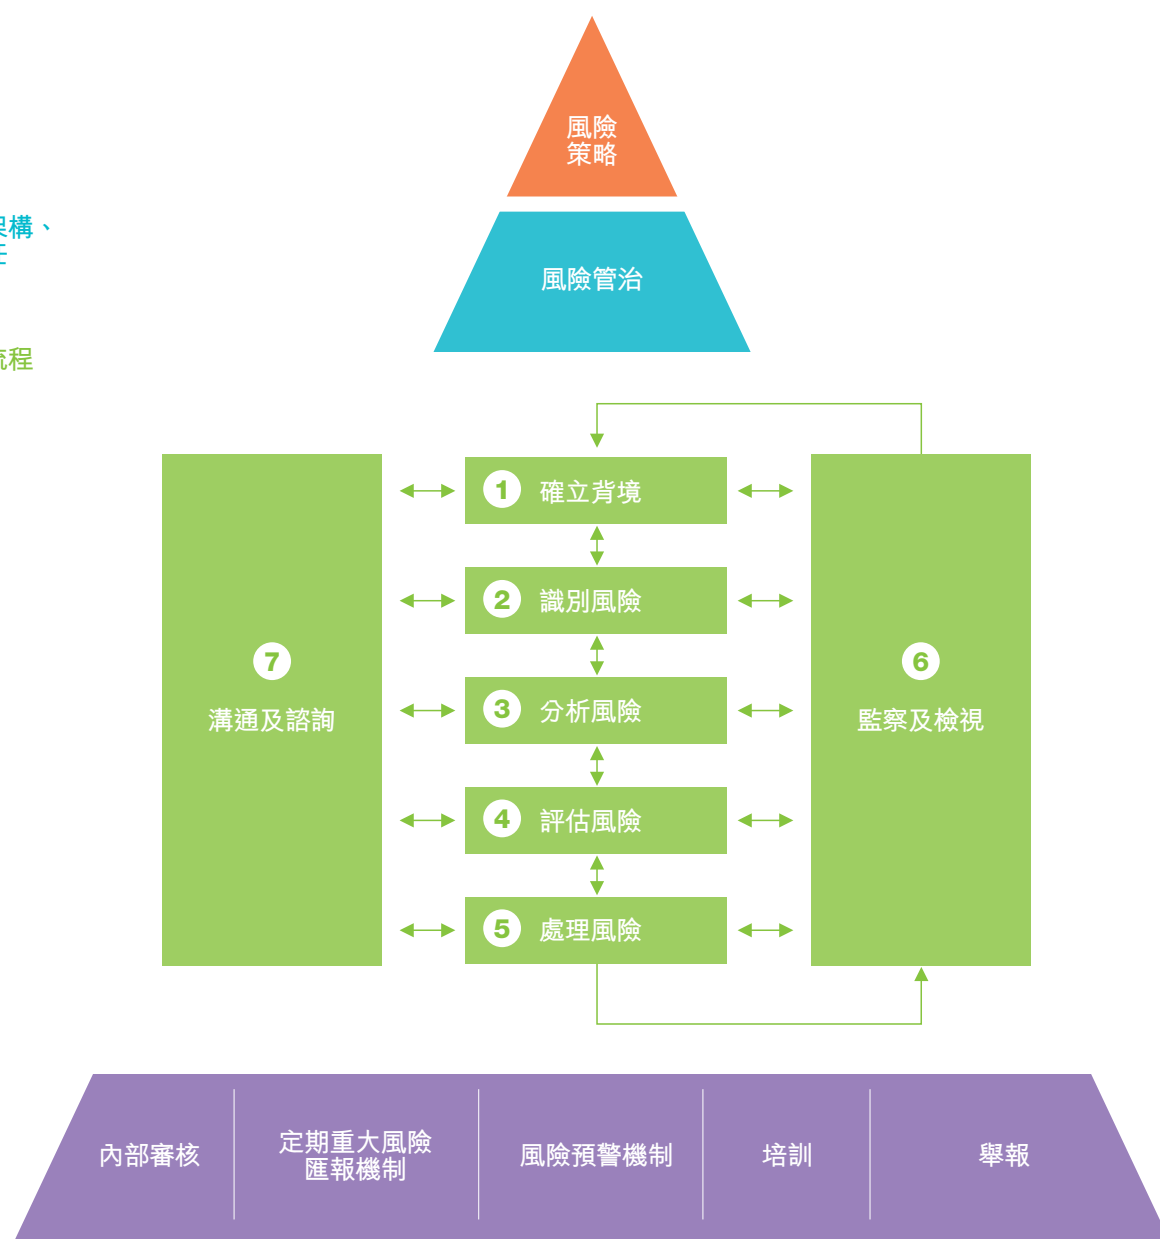 風險
策略
構、
風險管治
程
1 確立背境
2 識別風險
3 分析風險
4 評估風險
5 處理風險
7
溝通及諮詢
6
監察及檢視
內部審核
定期重大風險
匯報機制
風險預警機制
培訓
舉報